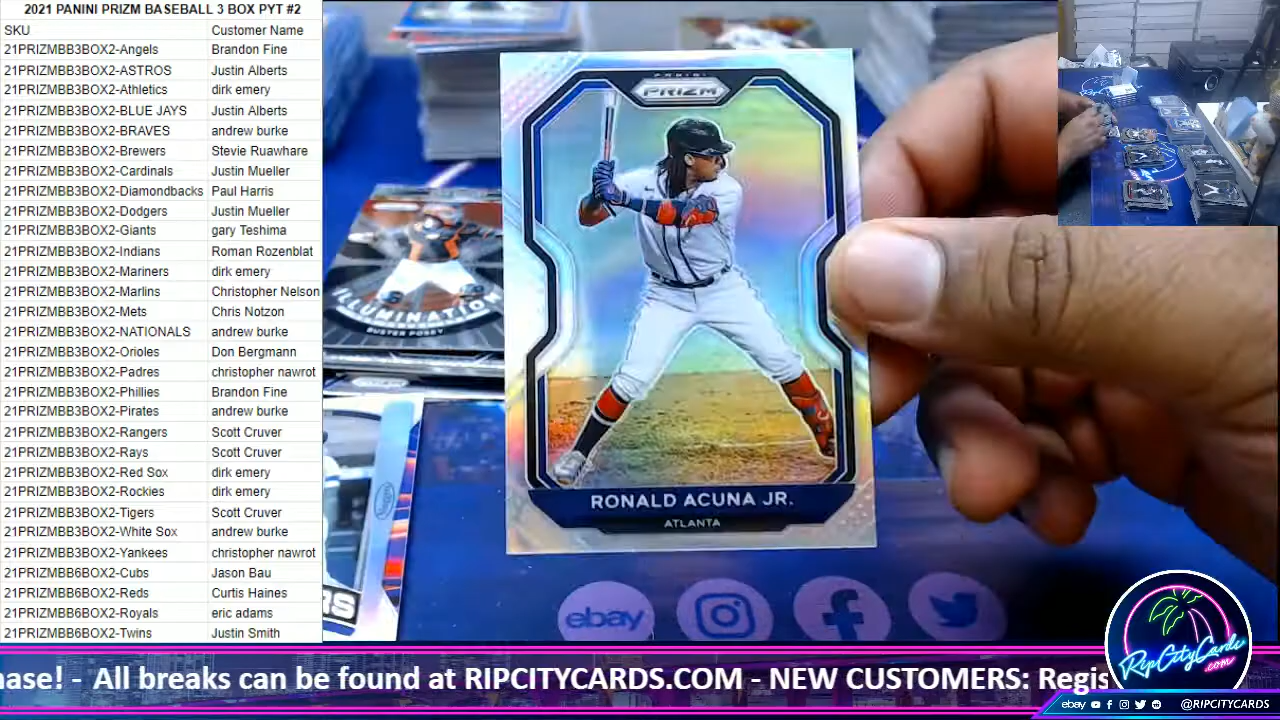 2021 PANINI PRIZM BASEBALL 3 BOX PYT #2
SKU Customer Name
21PRIZMBB3BOX2-Angels Brandon Fine
21PRIZMBB3BOX2-ASTROS Justin Alberts
21PRIZMBB3BOX2-Athletics dirk emery
21PRIZMBB3BOX2-BLUE JAYS Justin Alberts
21PRIZMBB3BOX2-BRAVES andrew burke
21PRIZMBB3BOX2-Brewers Stevie Ruawhare
21PRIZMBB3BOX2-Cardinals Justin Mueller
21PRIZMBB3BOX2-Diamondbacks Paul Harris
21PRIZMBB3BOX2-Dodgers Justin Mueller
21PRIZMBB3BOX2-Giants gary Teshima
21PRIZMBB3BOX2-Indians Roman Rozenblat
21PRIZMBB3BOX2-Mariners dirk emery
21PRIZMBB3BOX2-Marlins Christopher Nelson
21PRIZMBB3BOX2-Mets Chris Notzon
21PRIZMBB3BOX2-NATIONALS andrew burke
21PRIZMBB3BOX2-Orioles Don Bergmann
21PRIZMBB3BOX2-Padres christopher nawrot
21PRIZMBB3BOX2-Phillies Brandon Fine
21PRIZMBB3BOX2-Pirates andrew burke
21PRIZMBB3BOX2-Rangers Scott Cruver
21PRIZMBB3BOX2-Rays Scott Cruver
21PRIZMBB3BOX2-Red Sox dirk emery
21PRIZMBB3BOX2-Rockies dirk emery
21PRIZMBB3BOX2-Tigers Scott Cruver
21PRIZMBB3BOX2-White Sox andrew burke
21PRIZMBB3BOX2-Yankees christopher nawrot
21PRIZMBB6BOX2-Cubs Jason Bau
21PRIZMBB6BOX2-Reds Curtis Haines
21PRIZMBB6BOX2-Royals eric adams
21PRIZMBB6BOX2-Twins Justin Smith
PANINI
PRIZM
RONALD ACUNA JR.
ATLANTA
ILLUMINATION
BUSTER POSEY
RS
ebay
RipCityCards
.com
hase! - All breaks can be found at RIPCITYCARDS.COM - NEW CUSTOMERS: Regis
ebay @RIPCITYCARDS